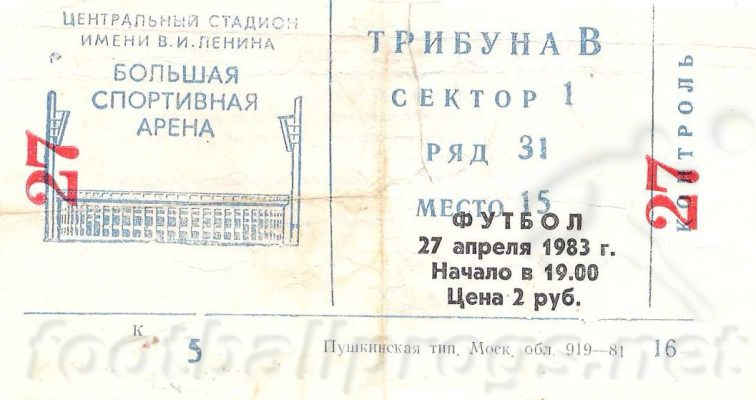 ЦЕНТРАЛЬНЫЙ СТАДИОН
ИМЕНИ В.И.ЛЕНИНА
БОЛЬШАЯ
СПОРТИВНАЯ
АРЕНА
27
ТРИБУНА В
СЕКТОР 1
РЯД 31
МЕСТО 15
ФУТБОЛ
27 апреля 1983 г.
Начало в 19.00
Цена 2 руб.
КОНТРОЛЬ
27
К
5
Пушкинская тип. Моск. обл. 919—81
16
footballprogs.net